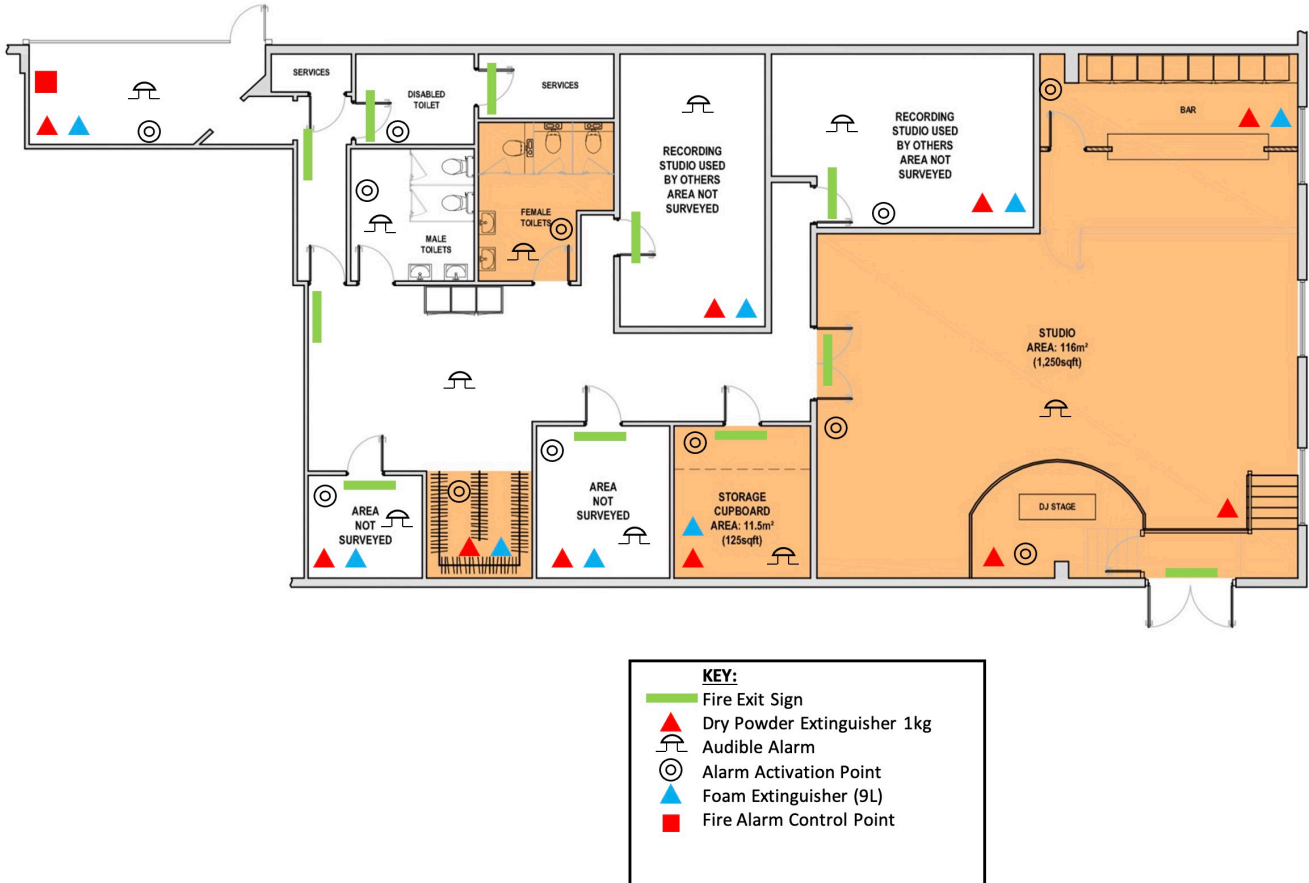 SERVICES
DISABLED
TOILET
SERVICES
RECORDING
STUDIO USED
BY OTHERS
AREA NOT
SURVEYED
RECORDING
STUDIO USED
BY OTHERS
AREA NOT
SURVEYED
BAR
MALE
TOILETS
FEMALE
TOILETS
STUDIO
AREA: 116m²
(1,250sqft)
AREA
NOT
SURVEYED
AREA
NOT
SURVEYED
STORAGE
CUPBOARD
AREA: 11.5m²
(125sqft)
DJ STAGE
KEY:
Fire Exit Sign
Dry Powder Extinguisher 1kg
Audible Alarm
Alarm Activation Point
Foam Extinguisher (9L)
Fire Alarm Control Point